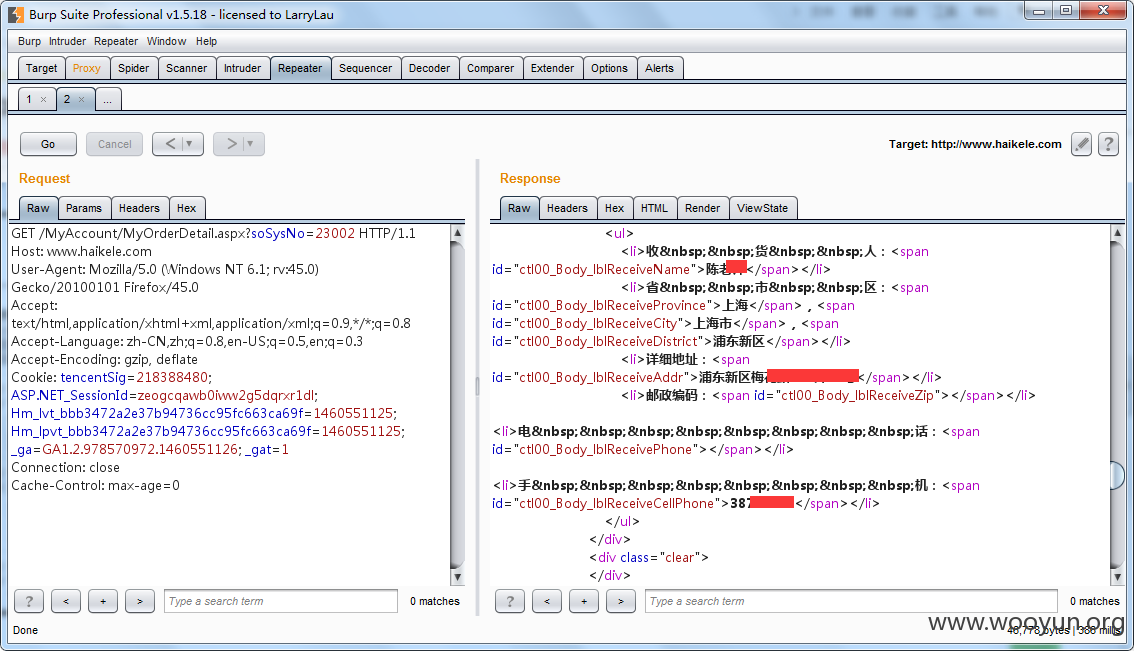 Burp Suite Professional v1.5.18 - licensed to LarryLau
Burp Intruder Repeater Window Help
Target Proxy Spider Scanner Intruder Repeater Sequencer Decoder Comparer Extender Options Alerts
1 × 2 × ...
Go Cancel < | ▼ > | ▼ Target: http://www.haikele.com ?
Request
Raw Params Headers Hex
GET /MyAccount/MyOrderDetail.aspx?soSysNo=23002 HTTP/1.1
Host: www.haikele.com
User-Agent: Mozilla/5.0 (Windows NT 6.1; rv:45.0)
Gecko/20100101 Firefox/45.0
Accept:
text/html,application/xhtml+xml,application/xml;q=0.9,*/*;q=0.8
Accept-Language: zh-CN,zh;q=0.8,en-US;q=0.5,en;q=0.3
Accept-Encoding: gzip, deflate
Cookie: tencentSig=218388480;
ASP.NET_SessionId=zeogcqawb0iww2g5dqrxr1dl;
Hm_lvt_bbb3472a2e37b94736cc95fc663ca69f=1460551125;
Hm_lpvt_bbb3472a2e37b94736cc95fc663ca69f=1460551125;
_ga=GA1.2.978570972.1460551126; _gat=1
Connection: close
Cache-Control: max-age=0
? < + > Type a search term 0 matches
Response
Raw Headers Hex HTML Render ViewState
<ul>
<li>收&nbsp;&nbsp;货&nbsp;&nbsp;人：<span
id="ctl00_Body_lblReceiveName">陈老</span></li>
<li>省&nbsp;&nbsp;市&nbsp;&nbsp;区：<span
id="ctl00_Body_lblReceiveProvince">上海</span>，<span
id="ctl00_Body_lblReceiveCity">上海市</span>，<span
id="ctl00_Body_lblReceiveDistrict">浦东新区</span></li>
<li>详细地址：<span
id="ctl00_Body_lblReceiveAddr">浦东新区梅</span></li>
<li>邮政编码：<span id="ctl00_Body_lblReceiveZip"></span></li>
<li>电&nbsp;&nbsp;&nbsp;&nbsp;&nbsp;&nbsp;&nbsp;&nbsp;话：<span
id="ctl00_Body_lblReceivePhone"></span></li>
<li>手&nbsp;&nbsp;&nbsp;&nbsp;&nbsp;&nbsp;&nbsp;&nbsp;机：<span
id="ctl00_Body_lblReceiveCellPhone">387</span></li>
</ul>
</div>
<div class="clear">
</div>
? < + > Type a search term 0 matches
Done
46,778 bytes | 386 millis
www.wooyun.org